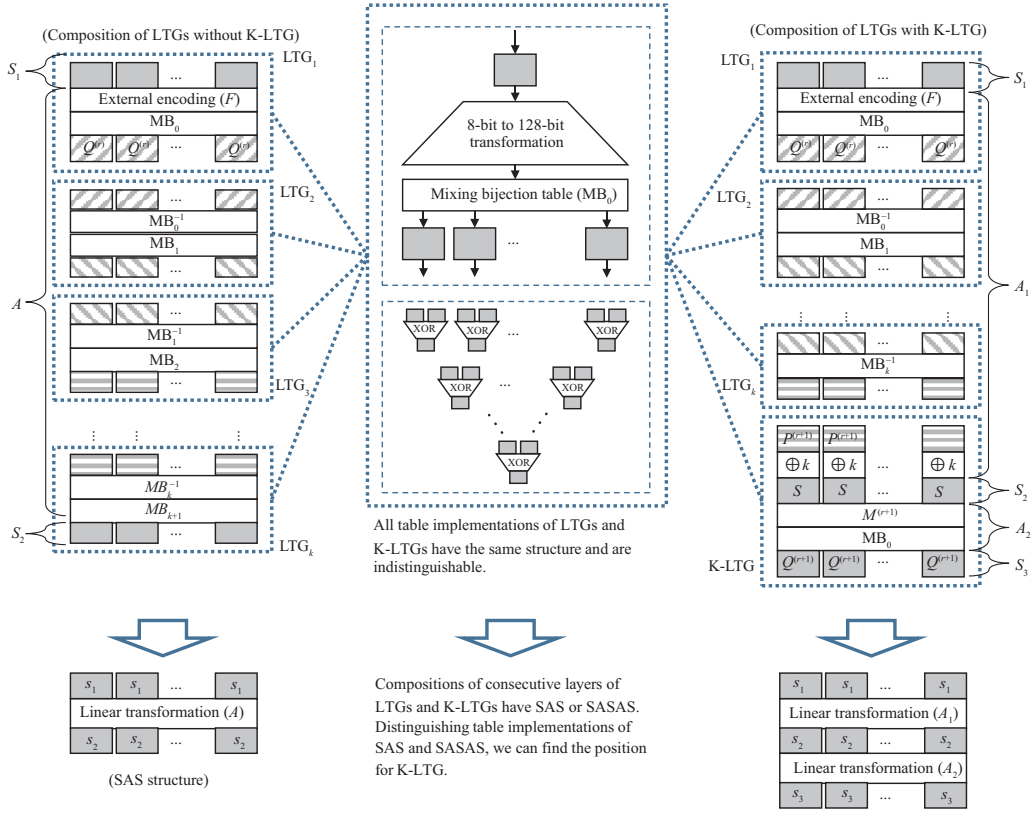 (Composition of LTGs without K-LTG)
S₁
LTG₁
...
External encoding (F)
MB₀
Q⁽ʳ⁾ Q⁽ʳ⁾ ... Q⁽ʳ⁾
LTG₂
...
MB₀⁻¹
MB₁
...
A
...
MB₁⁻¹
MB₂
...
LTG₃
⋮ ⋮ ⋮
...
MBₖ⁻¹
MBₖ₊₁
S₂
...
LTGₖ
s₁ s₁ ... s₁
Linear transformation (A)
s₂ s₂ ... s₂
(SAS structure)
8-bit to 128-bit
transformation
Mixing bijection table (MB₀)
...
XOR XOR ... XOR
XOR ... XOR
XOR
All table implementations of LTGs and
K-LTGs have the same structure and are
indistinguishable.
Compositions of consecutive layers of
LTGs and K-LTGs have SAS or SASAS.
Distinguishing table implementations of
SAS and SASAS, we can find the position
for K-LTG.
(Composition of LTGs with K-LTG)
LTG₁
...
S₁
External encoding (F)
MB₀
Q⁽ʳ⁾ Q⁽ʳ⁾ ... Q⁽ʳ⁾
LTG₂
...
MB₀⁻¹
MB₁
...
A₁
⋮ ⋮ ⋮
...
MBₖ⁻¹
LTGₖ
...
P⁽ʳ⁺¹⁾ P⁽ʳ⁺¹⁾
⊕ k ⊕ k ... ⊕ k
S S S
S₂
M⁽ʳ⁺¹⁾
A₂
MB₀
K-LTG
Q⁽ʳ⁺¹⁾ Q⁽ʳ⁺¹⁾ ... Q⁽ʳ⁺¹⁾
S₃
s₁ s₁ ... s₁
Linear transformation (A₁)
s₂ s₂ ... s₂
Linear transformation (A₂)
s₃ s₃ ... s₃